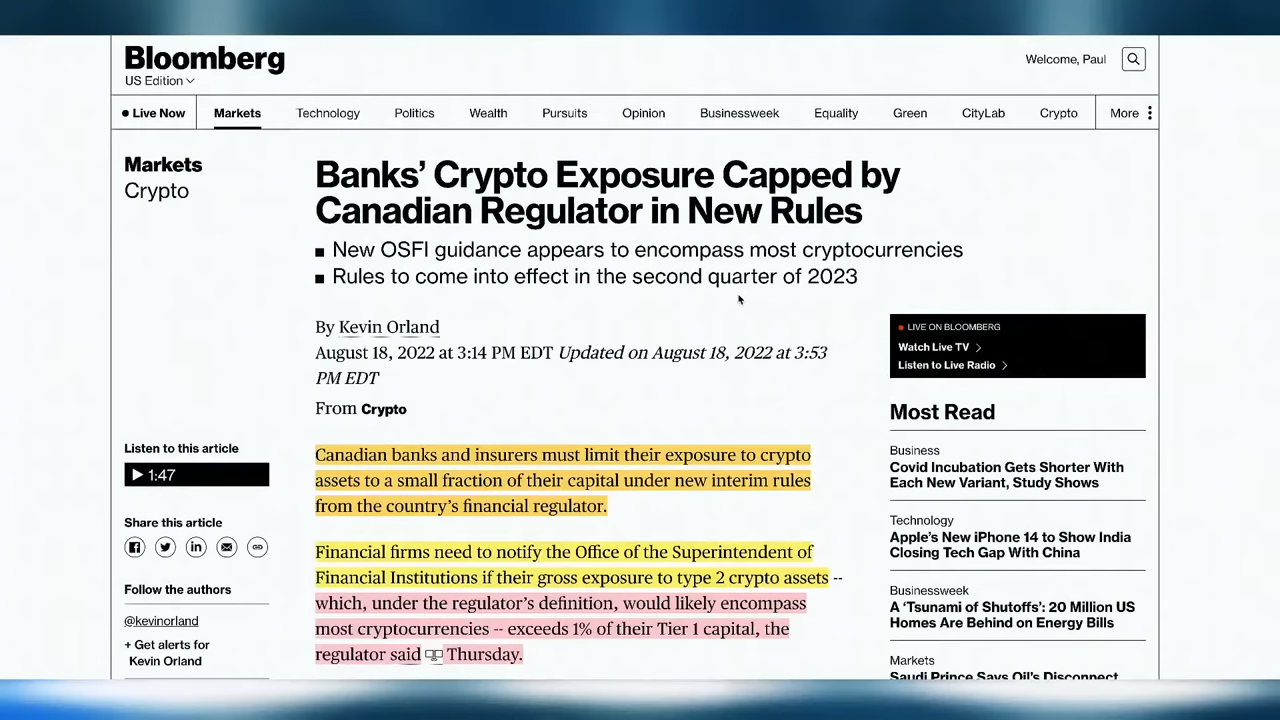 Bloomberg
US Edition
Welcome, Paul
Live Now
Markets
Technology
Politics
Wealth
Pursuits
Opinion
Businessweek
Equality
Green
CityLab
Crypto
More
Markets
Crypto
Banks’ Crypto Exposure Capped by
Canadian Regulator in New Rules
New OSFI guidance appears to encompass most cryptocurrencies
Rules to come into effect in the second quarter of 2023
By Kevin Orland
August 18, 2022 at 3:14 PM EDT Updated on August 18, 2022 at 3:53
PM EDT
From Crypto
Listen to this article
1:47
Share this article
Follow the authors
@kevinorland
+ Get alerts for
Kevin Orland
Canadian banks and insurers must limit their exposure to crypto
assets to a small fraction of their capital under new interim rules
from the country’s financial regulator.
Financial firms need to notify the Office of the Superintendent of
Financial Institutions if their gross exposure to type 2 crypto assets --
which, under the regulator’s definition, would likely encompass
most cryptocurrencies -- exceeds 1% of their Tier 1 capital, the
regulator said Thursday.
LIVE ON BLOOMBERG
Watch Live TV
Listen to Live Radio
Most Read
Business
Covid Incubation Gets Shorter With
Each New Variant, Study Shows
Technology
Apple’s New iPhone 14 to Show India
Closing Tech Gap With China
Businessweek
A ‘Tsunami of Shutoffs’: 20 Million US
Homes Are Behind on Energy Bills
Markets
Saudi Prince Says Oil’s Disconnect